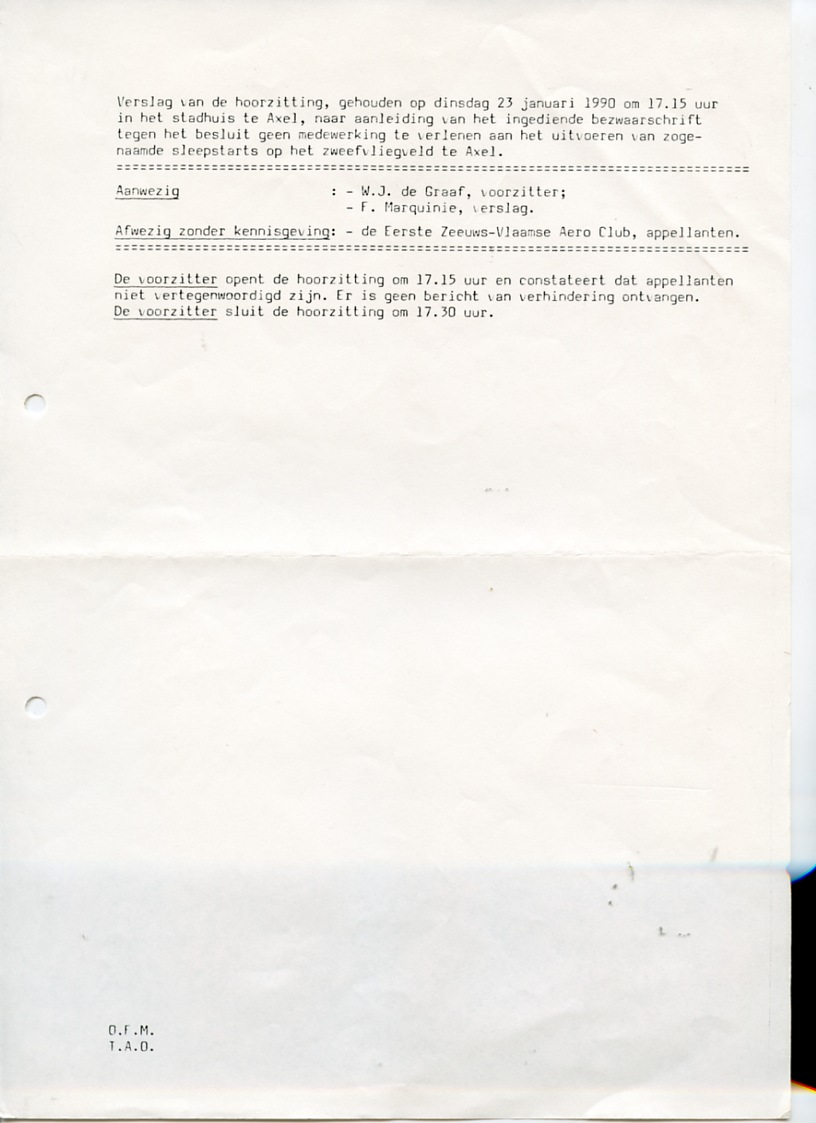 Verslag van de hoorzitting, gehouden op dinsdag 23 januari 1990 om 17.15 uur
in het stadhuis te Axel, naar aanleiding van het ingediende bezwaarschrift
tegen het besluit geen medewerking te verlenen aan het uitvoeren van zoge-
naamde sleepstarts op het zweefvliegveld te Axel.
===========================================================================
Aanwezig : - W.J. de Graaf, voorzitter;
- F. Marquinie, verslag.
Afwezig zonder kennisgeving: - de Eerste Zeeuws-Vlaamse Aero Club, appellanten.
===========================================================================
De voorzitter opent de hoorzitting om 17.15 uur en constateert dat appellanten
niet vertegenwoordigd zijn. Er is geen bericht van verhindering ontvangen.
De voorzitter sluit de hoorzitting om 17.30 uur.
O.F.M.
T.A.O.